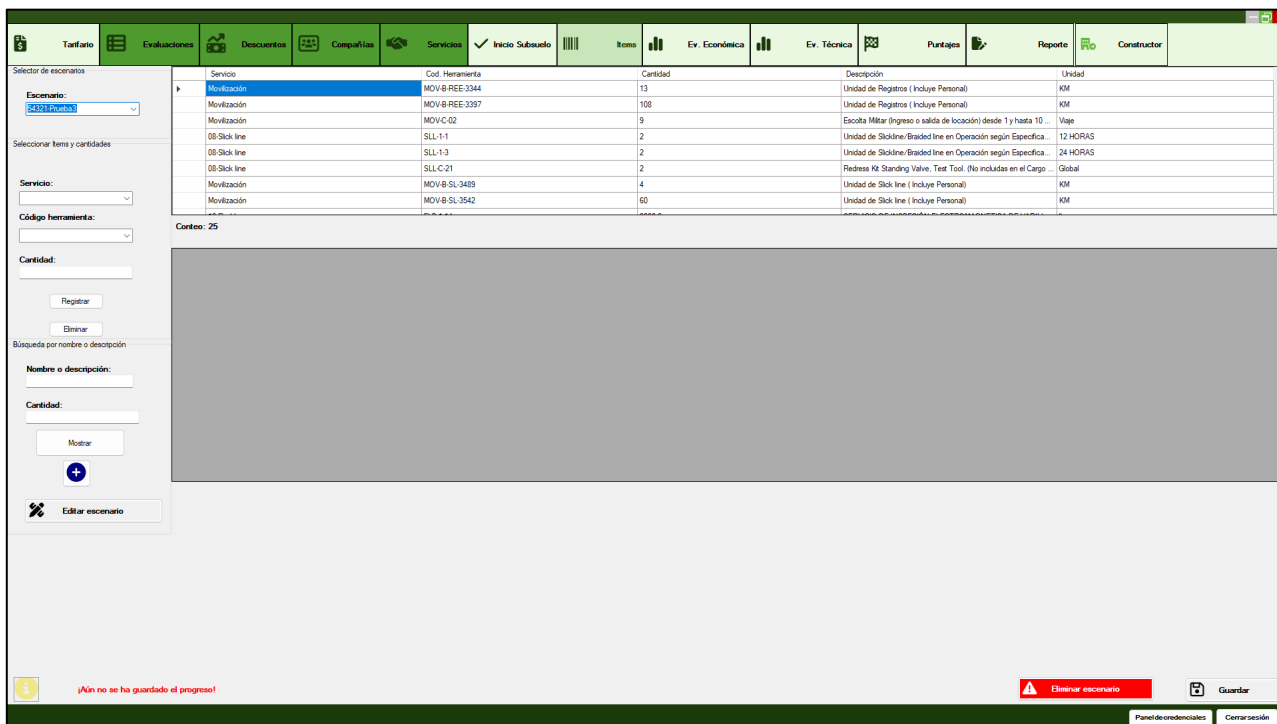 Tarifario Evaluaciones Descuentos Compañías Servicios Inicio Subsuelo Items Ev. Económica Ev. Técnica Puntajes Reporte Constructor
Selector de escenarios
Escenario:
54321-Prueba3
Seleccionar Items y cantidades
Servicio:
Código herramienta:
Cantidad:
Registrar
Eliminar
Búsqueda por nombre o descripción
Nombre o descripción:
Cantidad:
Mostrar
Editar escenario
Servicio Cod. Herramienta Cantidad Descripción Unidad
Movilización MOV-B-REE-3344 13 Unidad de Registros ( Incluye Personal) KM
Movilización MOV-B-REE-3397 108 Unidad de Registros ( Incluye Personal) KM
Movilización MOV-C-02 9 Escolta Militar (Ingreso o salida de locación) desde 1 y hasta 10 ... Viaje
08-Slick line SLL-1-1 2 Unidad de Slickline/Braided line en Operación según Especifica... 12 HORAS
08-Slick line SLL-1-3 2 Unidad de Slickline/Braided line en Operación según Especifica... 24 HORAS
08-Slick line SLL-C-21 2 Redress Kit Standing Valve, Test Tool. (No incluidas en el Cargo ... Global
Movilización MOV-B-SL-3489 4 Unidad de Slick line ( Incluye Personal) KM
Movilización MOV-B-SL-3542 60 Unidad de Slick line ( Incluye Personal) KM
Conteo: 25
¡Aún no se ha guardado el progreso!
Eliminar escenario
Guardar
Panel de credenciales
Cerrar sesión